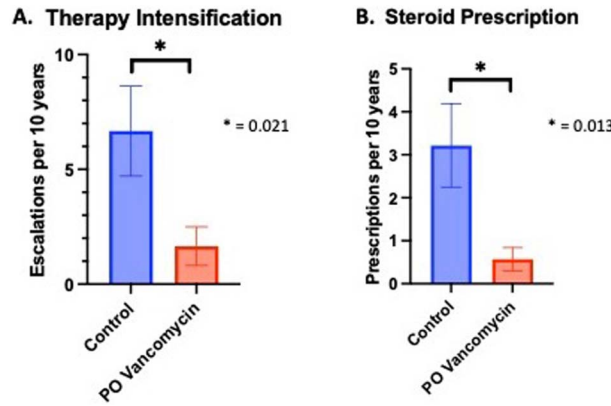 A. Therapy Intensification
*
* = 0.021
Escalations per 10 years
10
5
0
Control
PO Vancomycin
B. Steroid Prescription
*
* = 0.013
Prescriptions per 10 years
5
4
3
2
1
0
Control
PO Vancomycin